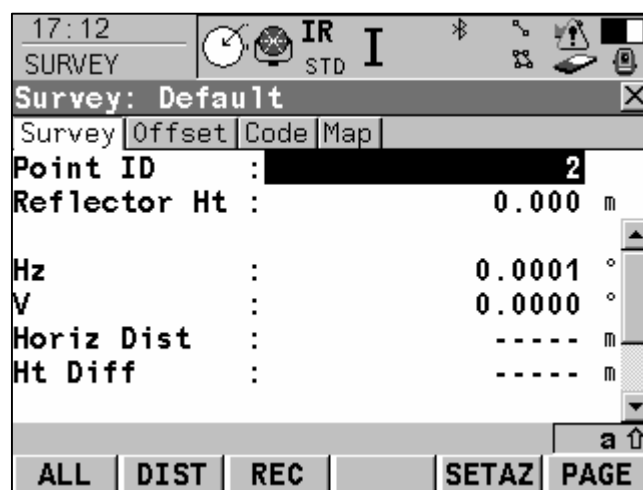 17:12 IR
SURVEY STD I
Survey: Default
Survey Offset Code Map
Point ID : 2
Reflector Ht : 0.000 m
Hz : 0.0001 °
V : 0.0000 °
Horiz Dist : ----- m
Ht Diff : ----- m
a
ALL DIST REC SETAZ PAGE